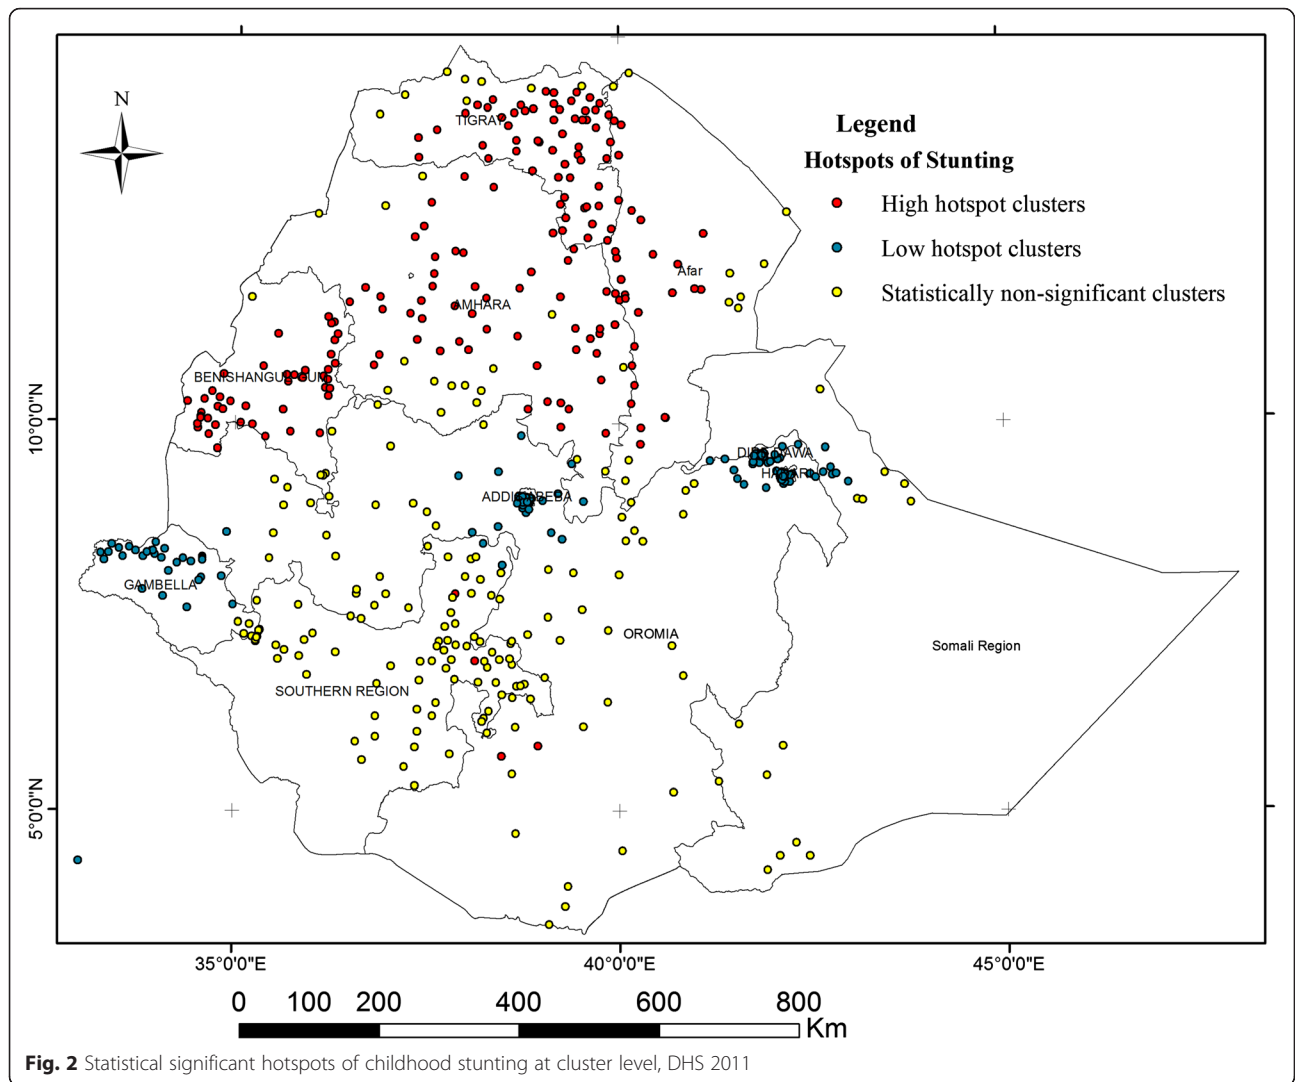 N
Legend
Hotspots of Stunting
High hotspot clusters
Low hotspot clusters
Statistically non-significant clusters
TIGRAY
Afar
AMHARA
BENISHANGUL GUM
DIRE DAWA
HARARI
ADDIS ABEBA
GAMBELLA
OROMIA
Somali Region
SOUTHERN REGION
10°0'0"N
5°0'0"N
35°0'0"E
40°0'0"E
45°0'0"E
0 100 200 400 600 800
Km
Fig. 2 Statistical significant hotspots of childhood stunting at cluster level, DHS 2011